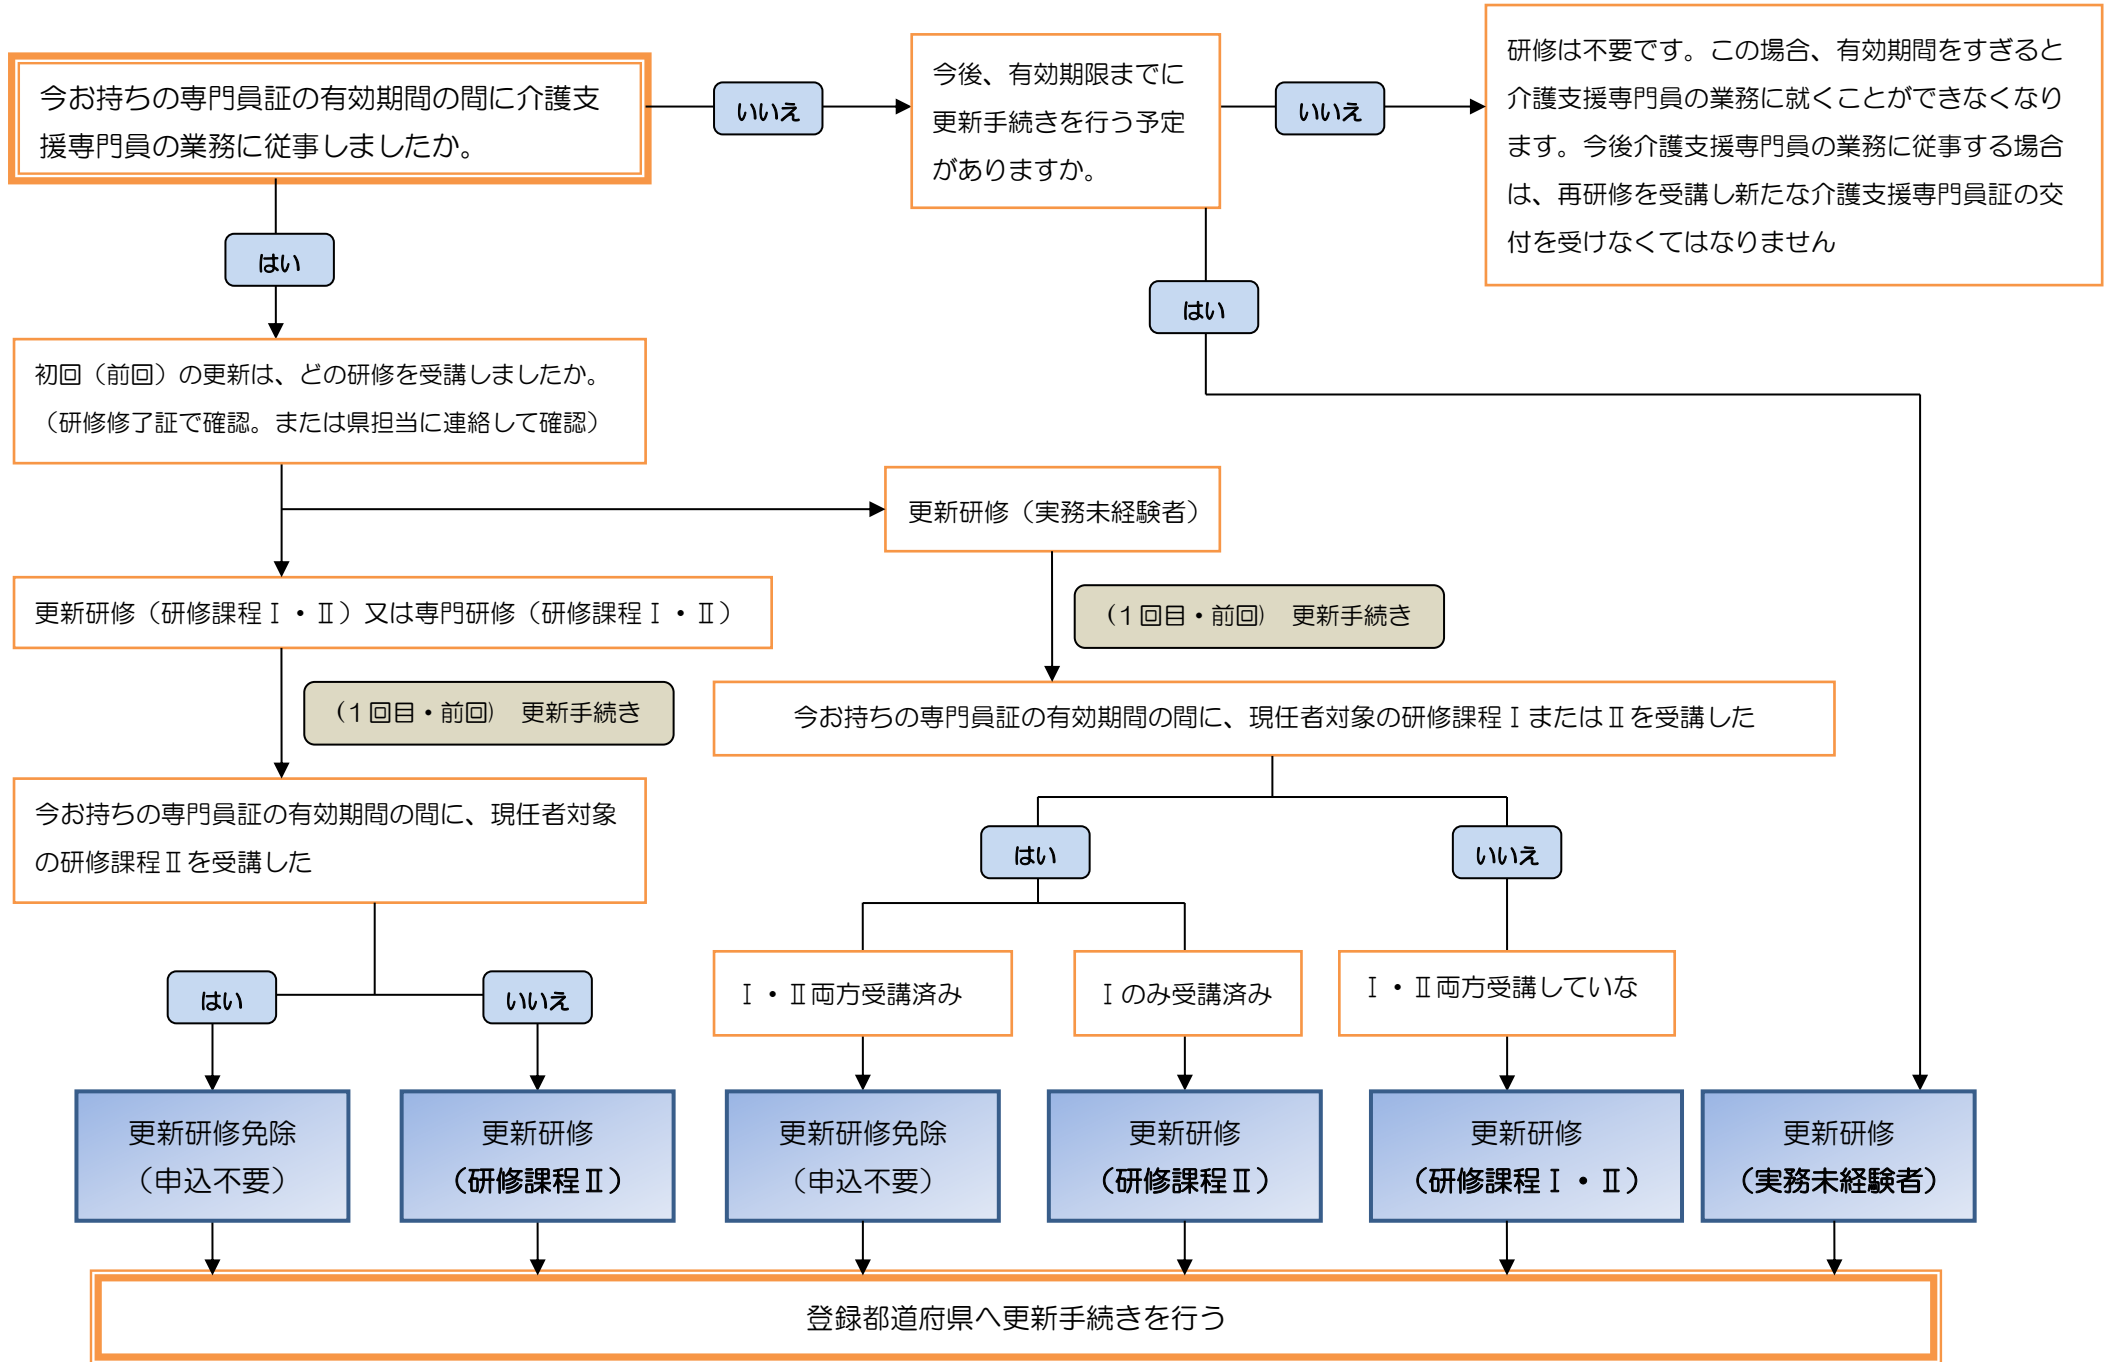 今お持ちの専門員証の有効期間の間に介護支
援専門員の業務に従事しましたか。
いいえ
今後、有効期限までに
更新手続きを行う予定
がありますか。
いいえ
研修は不要です。この場合、有効期間をすぎると
介護支援専門員の業務に就くことができなくなり
ます。今後介護支援専門員の業務に従事する場合
は、再研修を受講し新たな介護支援専門員証の交
付を受けなくてはなりません
はい
はい
初回（前回）の更新は、どの研修を受講しましたか。
（研修修了証で確認。または県担当に連絡して確認）
更新研修（実務未経験者）
更新研修（研修課程Ⅰ・Ⅱ）又は専門研修（研修課程Ⅰ・Ⅱ）
（１回目・前回） 更新手続き
（１回目・前回） 更新手続き
今お持ちの専門員証の有効期間の間に、現任者対象の研修課程ⅠまたはⅡを受講した
今お持ちの専門員証の有効期間の間に、現任者対象
の研修課程Ⅱを受講した
はい
いいえ
はい
いいえ
Ⅰ・Ⅱ両方受講済み
Ⅰのみ受講済み
Ⅰ・Ⅱ両方受講していな
更新研修免除
（申込不要）
更新研修
（研修課程Ⅱ）
更新研修免除
（申込不要）
更新研修
（研修課程Ⅱ）
更新研修
（研修課程Ⅰ・Ⅱ）
更新研修
（実務未経験者）
登録都道府県へ更新手続きを行う